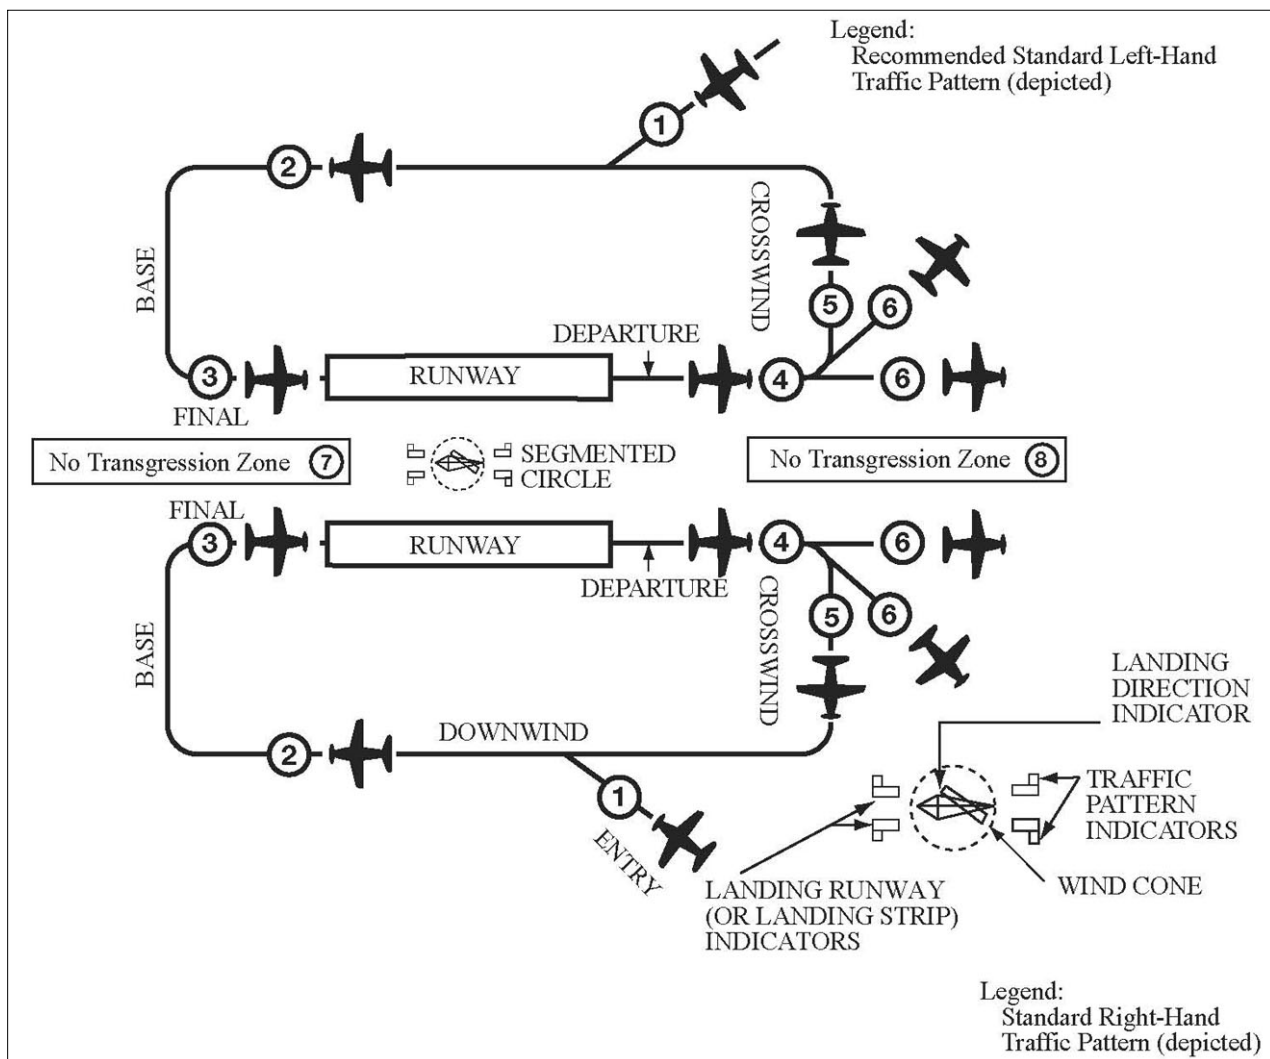 Legend:
Recommended Standard Left-Hand
Traffic Pattern (depicted)
1
2
CROSSWIND
BASE
5
6
DEPARTURE
3
RUNWAY
4
6
FINAL
No Transgression Zone 7
SEGMENTED
CIRCLE
No Transgression Zone 8
FINAL
3
RUNWAY
4
6
DEPARTURE
CROSSWIND
BASE
5
6
LANDING
DIRECTION
INDICATOR
DOWNWIND
2
1
ENTRY
TRAFFIC
PATTERN
INDICATORS
WIND CONE
LANDING RUNWAY
(OR LANDING STRIP)
INDICATORS
Legend:
Standard Right-Hand
Traffic Pattern (depicted)